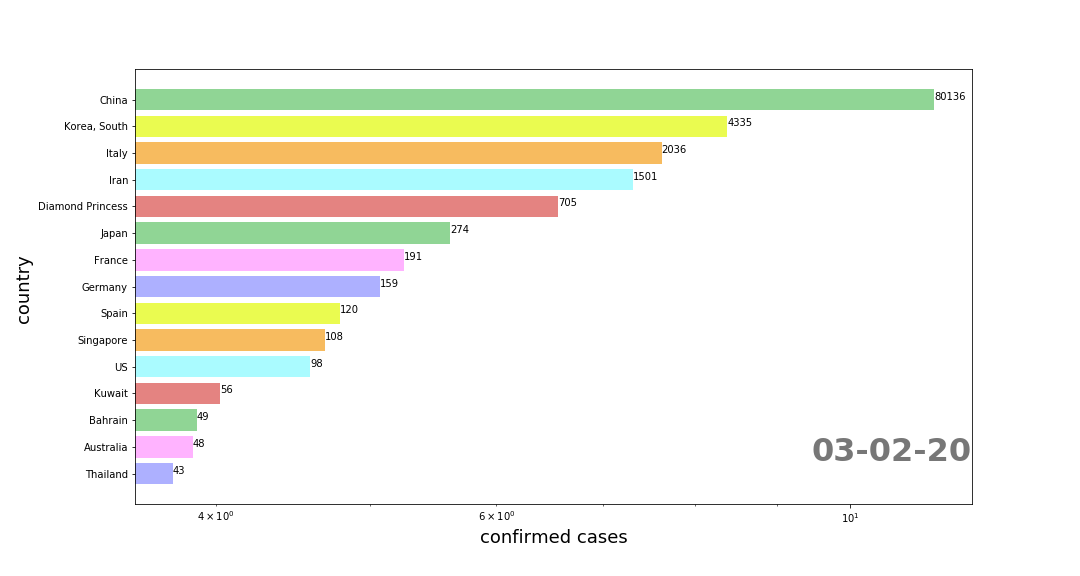 China 80136
Korea, South 4335
Italy 2036
Iran 1501
Diamond Princess 705
Japan 274
France 191
Germany 159
Spain 120
Singapore 108
US 98
Kuwait 56
Bahrain 49
Australia 48
Thailand 43
country
03-02-20
4 × 10⁰ 6 × 10⁰ 10¹
confirmed cases